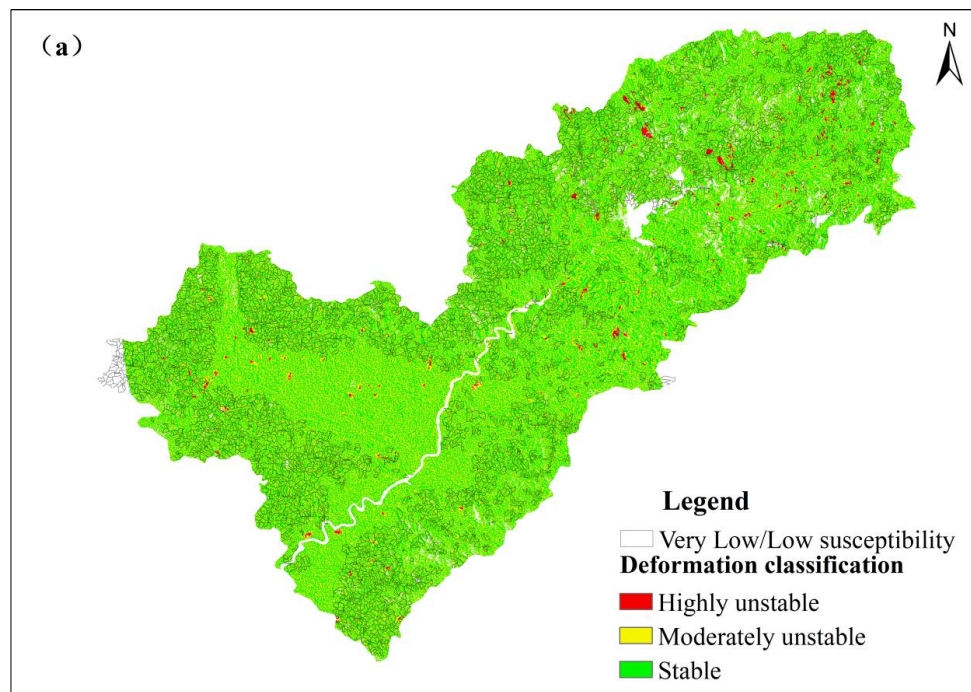 （a）
N
Legend
Very Low/Low susceptibility
Deformation classification
Highly unstable
Moderately unstable
Stable